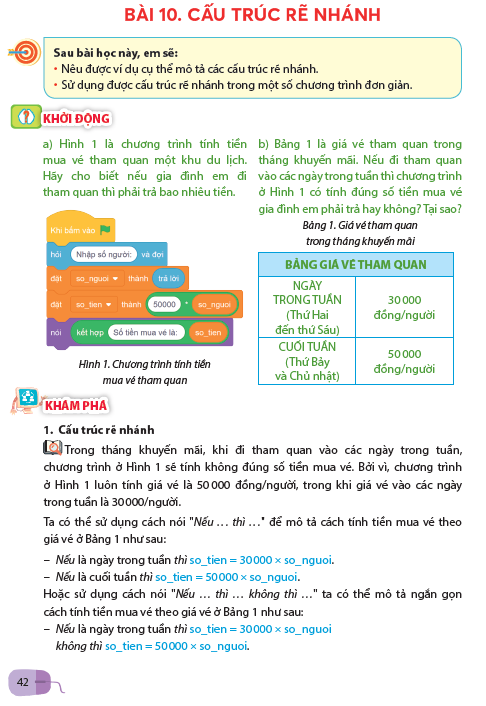 BÀI 10. CẤU TRÚC RẼ NHÁNH
Sau bài học này, em sẽ:
• Nêu được ví dụ cụ thể mô tả các cấu trúc rẽ nhánh.
• Sử dụng được cấu trúc rẽ nhánh trong một số chương trình đơn giản.
KHỞI ĐỘNG
a) Hình 1 là chương trình tính tiền
mua vé tham quan một khu du lịch.
Hãy cho biết nếu gia đình em đi
tham quan thì phải trả bao nhiêu tiền.
Khi bấm vào
hỏi Nhập số người: và đợi
đặt so_nguoi thành trả lời
đặt so_tien thành 50000 * so_nguoi
nói kết hợp Số tiền mua vé là: so_tien
Hình 1. Chương trình tính tiền
mua vé tham quan
b) Bảng 1 là giá vé tham quan trong
tháng khuyến mãi. Nếu đi tham quan
vào các ngày trong tuần thì chương trình
ở Hình 1 có tính đúng số tiền mua vé
gia đình em phải trả hay không? Tại sao?
Bảng 1. Giá vé tham quan
trong tháng khuyến mãi
BẢNG GIÁ VÉ THAM QUAN
NGÀY
TRONG TUẦN
(Thứ Hai
đến thứ Sáu)
30 000
đồng/người
CUỐI TUẦN
(Thứ Bảy
và Chủ nhật)
50 000
đồng/người
KHÁM PHÁ
1. Cấu trúc rẽ nhánh
Trong tháng khuyến mãi, khi đi tham quan vào các ngày trong tuần,
chương trình ở Hình 1 sẽ tính không đúng số tiền mua vé. Bởi vì, chương trình
ở Hình 1 luôn tính giá vé là 50 000 đồng/người, trong khi giá vé vào các ngày
trong tuần là 30 000/người.
Ta có thể sử dụng cách nói "Nếu … thì …" để mô tả cách tính tiền mua vé theo
giá vé ở Bảng 1 như sau:
– Nếu là ngày trong tuần thì so_tien = 30 000 × so_nguoi.
– Nếu là cuối tuần thì so_tien = 50 000 × so_nguoi.
Hoặc sử dụng cách nói "Nếu … thì … không thì …" ta có thể mô tả ngắn gọn
cách tính tiền mua vé theo giá vé ở Bảng 1 như sau:
– Nếu là ngày trong tuần thì so_tien = 30 000 × so_nguoi
không thì so_tien = 50 000 × so_nguoi.
42